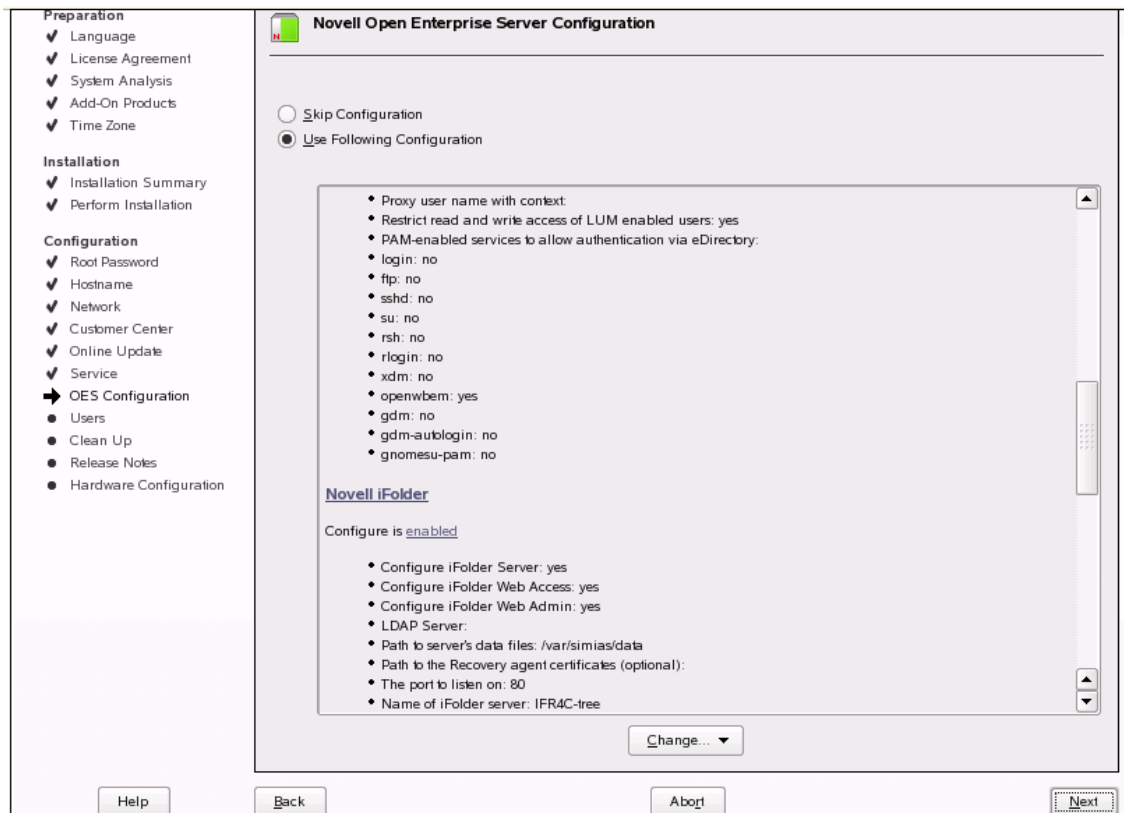 Preparation
Language
License Agreement
System Analysis
Add-On Products
Time Zone
Installation
Installation Summary
Perform Installation
Configuration
Root Password
Hostname
Network
Customer Center
Online Update
Service
OES Configuration
Users
Clean Up
Release Notes
Hardware Configuration
N
Novell Open Enterprise Server Configuration
Skip Configuration
Use Following Configuration
• Proxy user name with context:
• Restrict read and write access of LUM enabled users: yes
• PAM-enabled services to allow authentication via eDirectory:
• login: no
• ftp: no
• sshd: no
• su: no
• rsh: no
• rlogin: no
• xdm: no
• openwbem: yes
• gdm: no
• gdm-autologin: no
• gnomesu-pam: no
Novell iFolder
Configure is enabled
• Configure iFolder Server: yes
• Configure iFolder Web Access: yes
• Configure iFolder Web Admin: yes
• LDAP Server:
• Path to server's data files: /var/simias/data
• Path to the Recovery agent certificates (optional):
• The port to listen on: 80
• Name of iFolder server: IFR4C-tree
Change...
Help
Back
Abort
Next